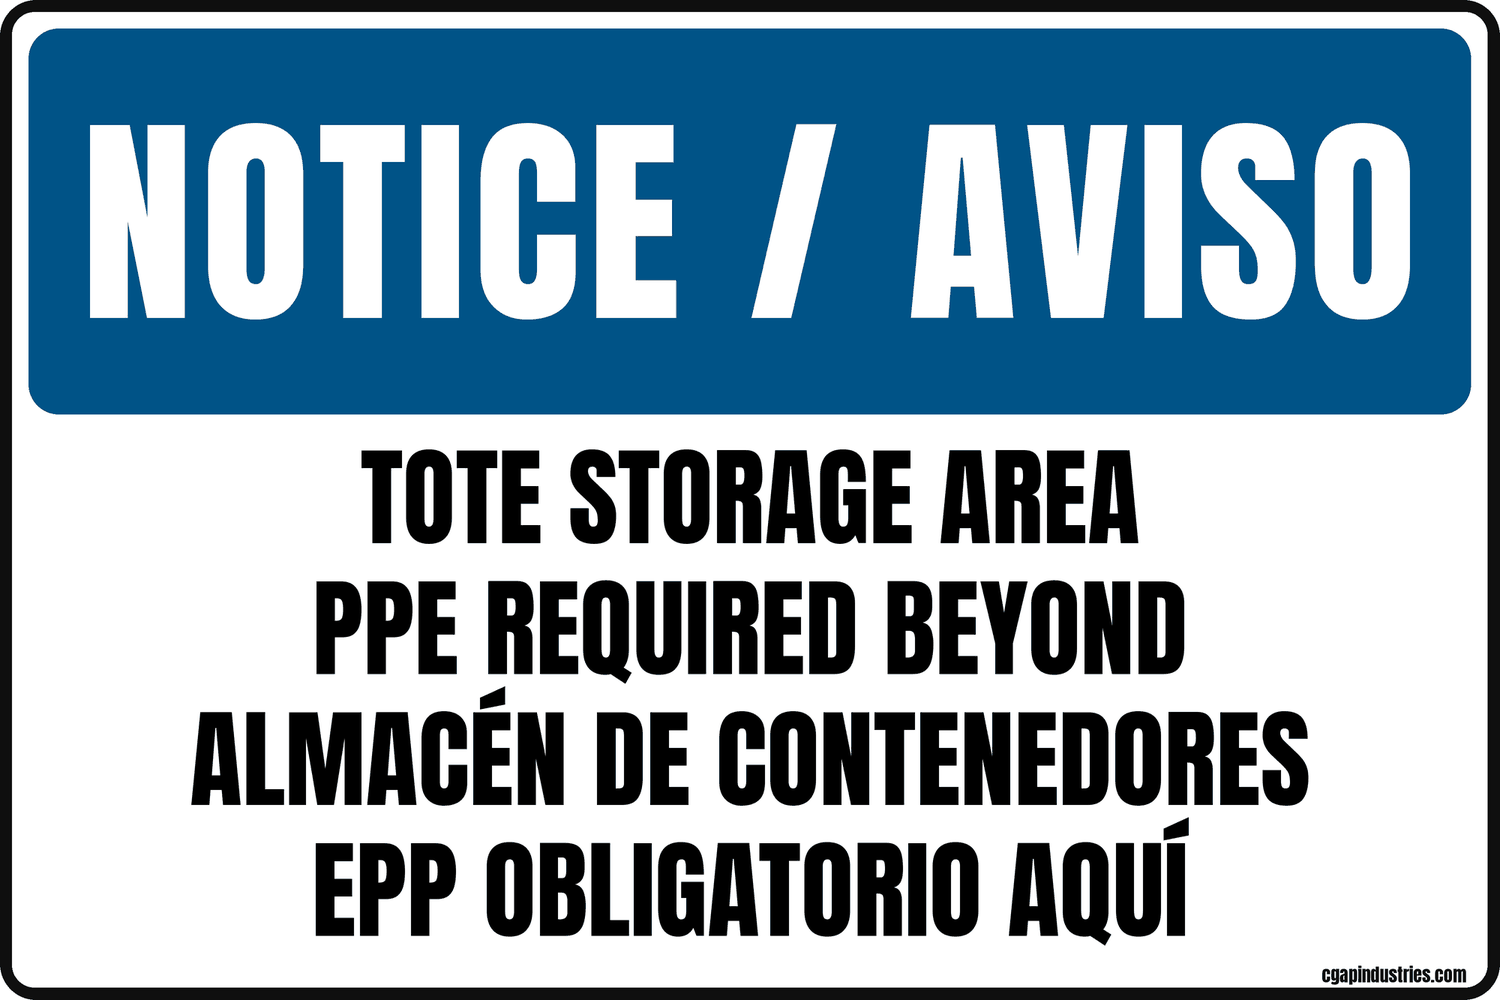 NOTICE / AVISO
TOTE STORAGE AREA
PPE REQUIRED BEYOND
ALMACÉN DE CONTENEDORES
EPP OBLIGATORIO AQUÍ
cgapindustries.com